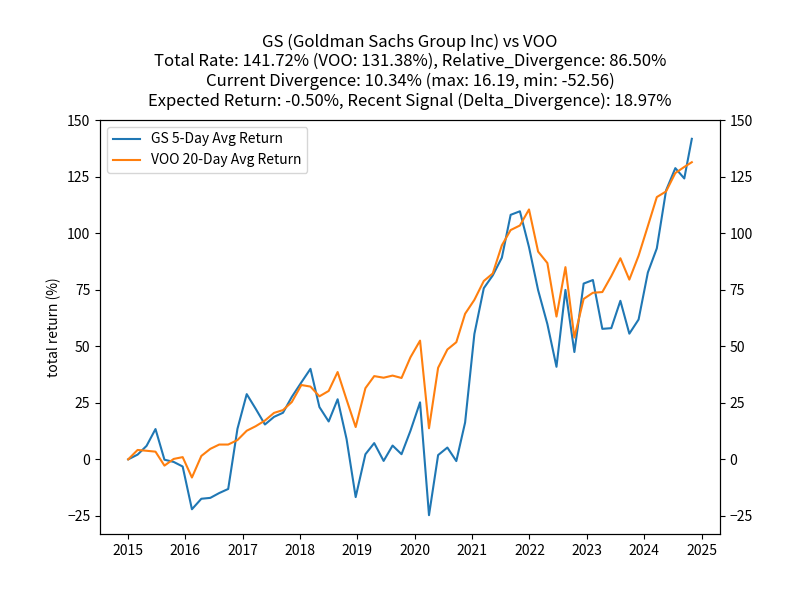 GS (Goldman Sachs Group Inc) vs VOO
Total Rate: 141.72% (VOO: 131.38%), Relative_Divergence: 86.50%
Current Divergence: 10.34% (max: 16.19, min: -52.56)
Expected Return: -0.50%, Recent Signal (Delta_Divergence): 18.97%
GS 5-Day Avg Return
VOO 20-Day Avg Return
total return (%)
150 150
125 125
100 100
75 75
50 50
25 25
0 0
−25 −25
2015 2016 2017 2018 2019 2020 2021 2022 2023 2024 2025